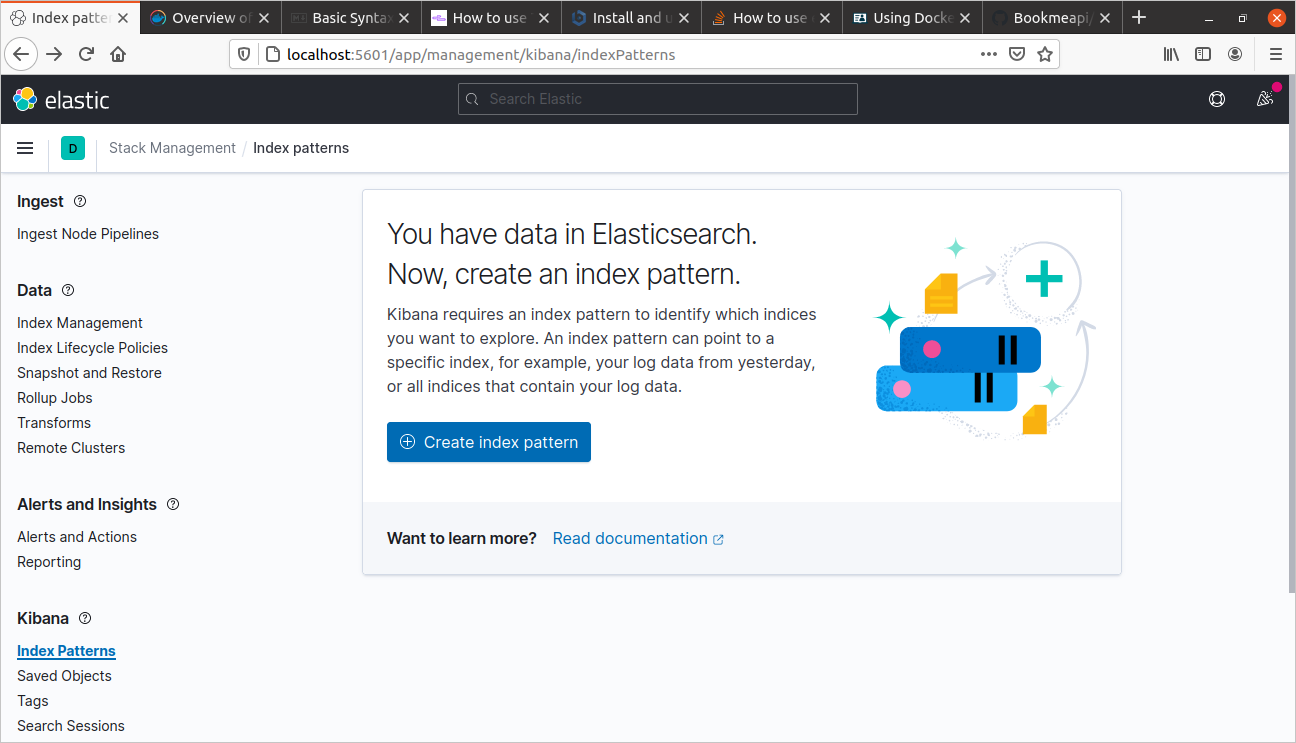 Index patter
Overview of
Basic Syntax
How to use
Install and u
How to use
Using Docke
Bookmeapi/
localhost:5601/app/management/kibana/indexPatterns
elastic
Search Elastic
D
Stack Management / Index patterns
Ingest
Ingest Node Pipelines
Data
Index Management
Index Lifecycle Policies
Snapshot and Restore
Rollup Jobs
Transforms
Remote Clusters
Alerts and Insights
Alerts and Actions
Reporting
Kibana
Index Patterns
Saved Objects
Tags
Search Sessions
You have data in Elasticsearch.
Now, create an index pattern.
Kibana requires an index pattern to identify which indices
you want to explore. An index pattern can point to a
specific index, for example, your log data from yesterday,
or all indices that contain your log data.
Create index pattern
Want to learn more? Read documentation